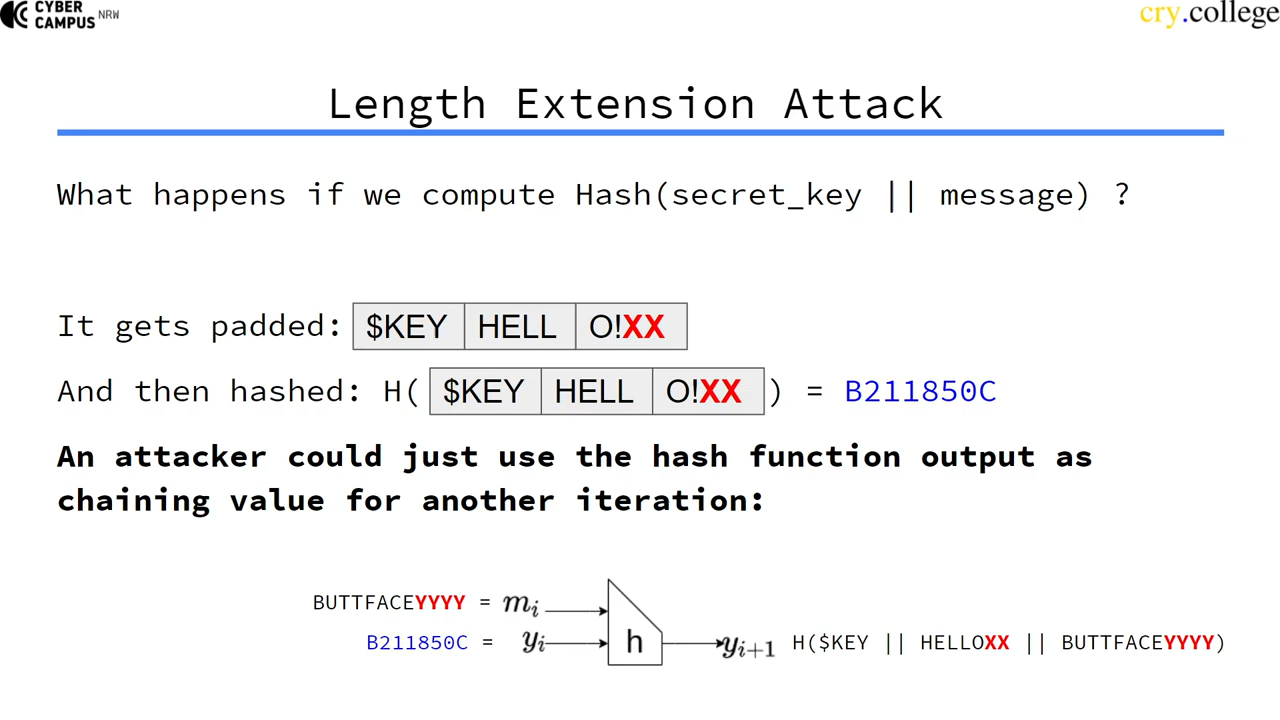 CYBER
CAMPUS NRW
cry.college
Length Extension Attack
What happens if we compute Hash(secret_key || message) ?
It gets padded: $KEY HELL O!XX
And then hashed: H( $KEY HELL O!XX ) = B211850C
An attacker could just use the hash function output as
chaining value for another iteration:
BUTTFACEYYYY = mi
B211850C = yi h yi+1 H($KEY || HELLOXX || BUTTFACEYYYY)